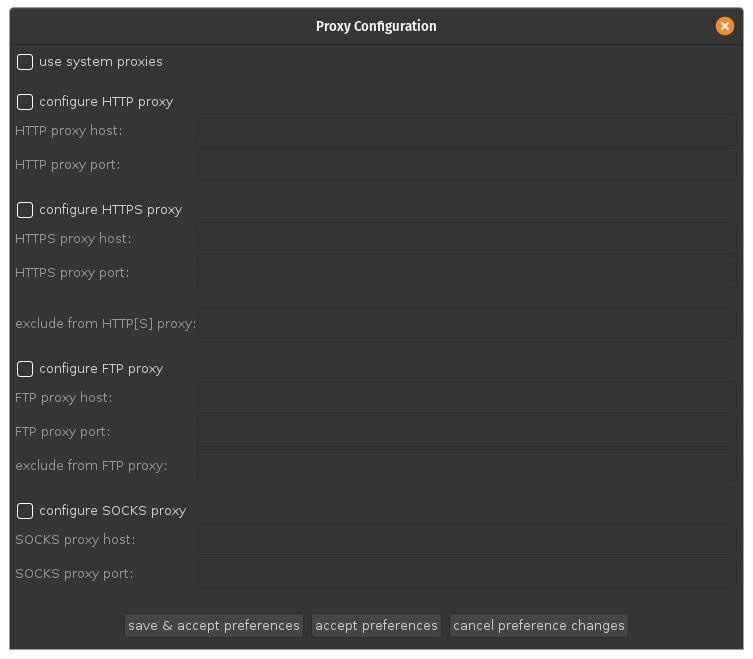 Proxy Configuration
use system proxies
configure HTTP proxy
HTTP proxy host:
HTTP proxy port:
configure HTTPS proxy
HTTPS proxy host:
HTTPS proxy port:
exclude from HTTP[S] proxy:
configure FTP proxy
FTP proxy host:
FTP proxy port:
exclude from FTP proxy:
configure SOCKS proxy
SOCKS proxy host:
SOCKS proxy port:
save & accept preferences accept preferences cancel preference changes